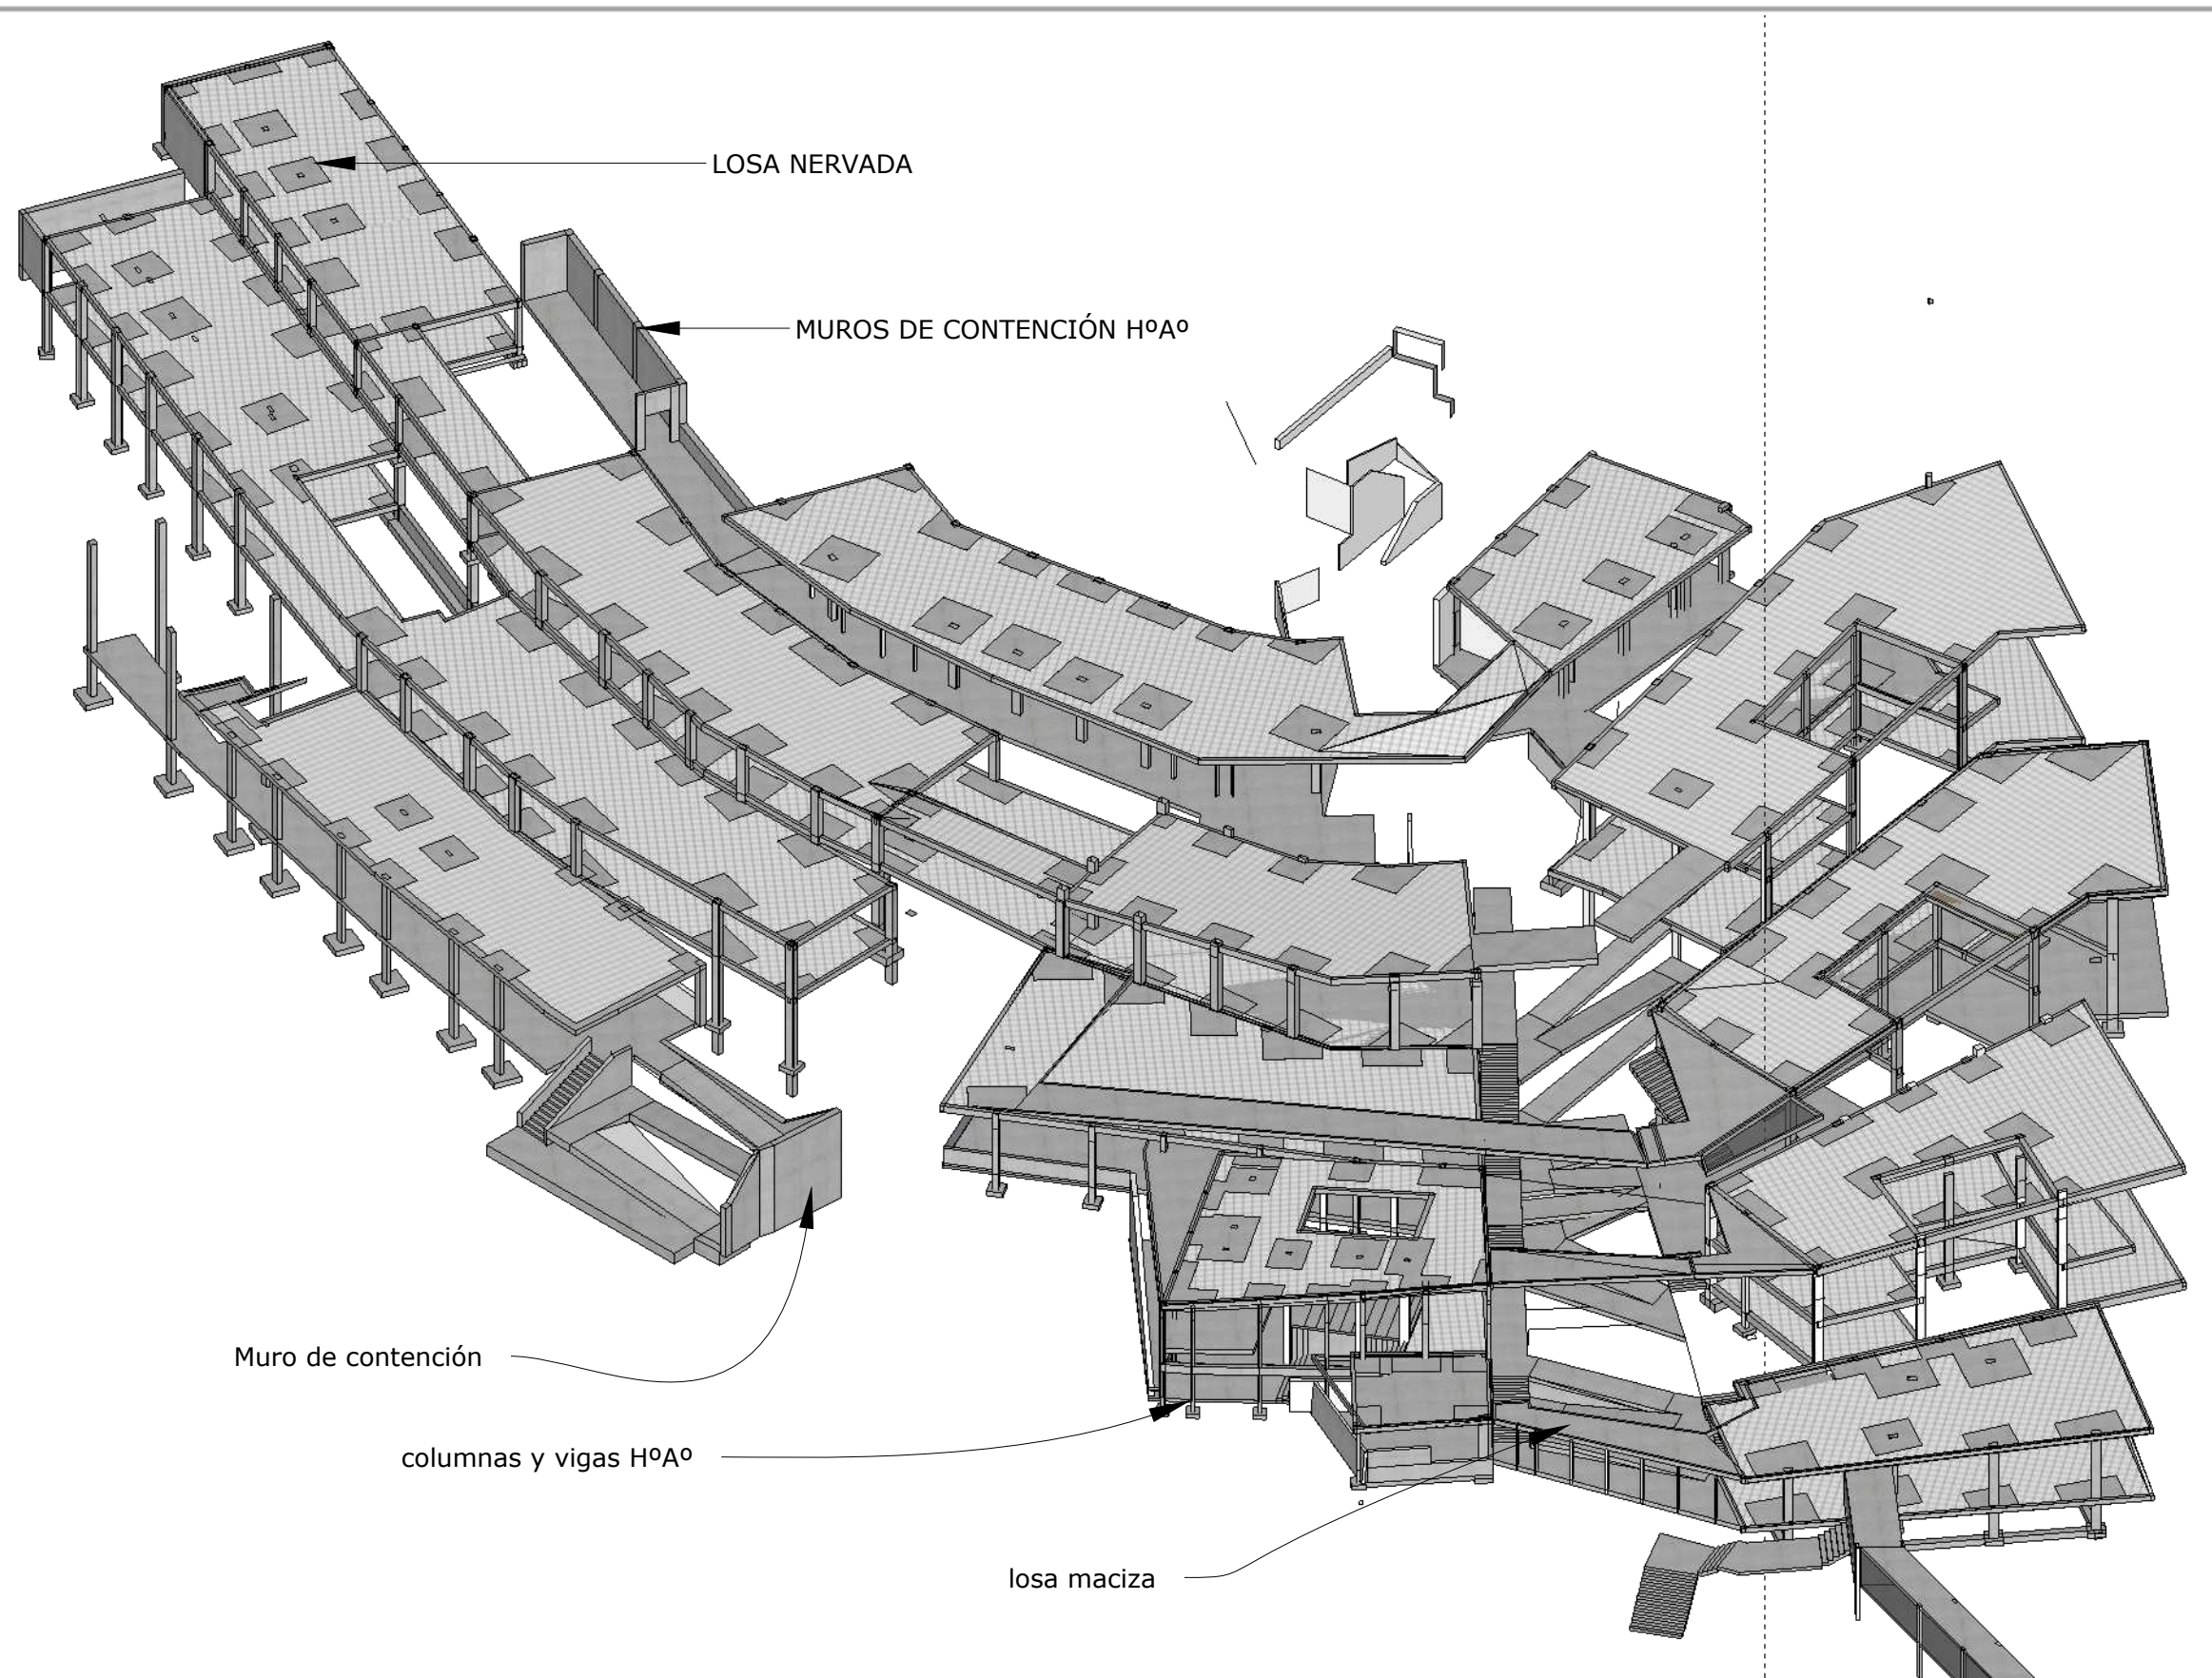 LOSA NERVADA
MUROS DE CONTENCIÓN HºAº
Muro de contención
columnas y vigas HºAº
losa maciza